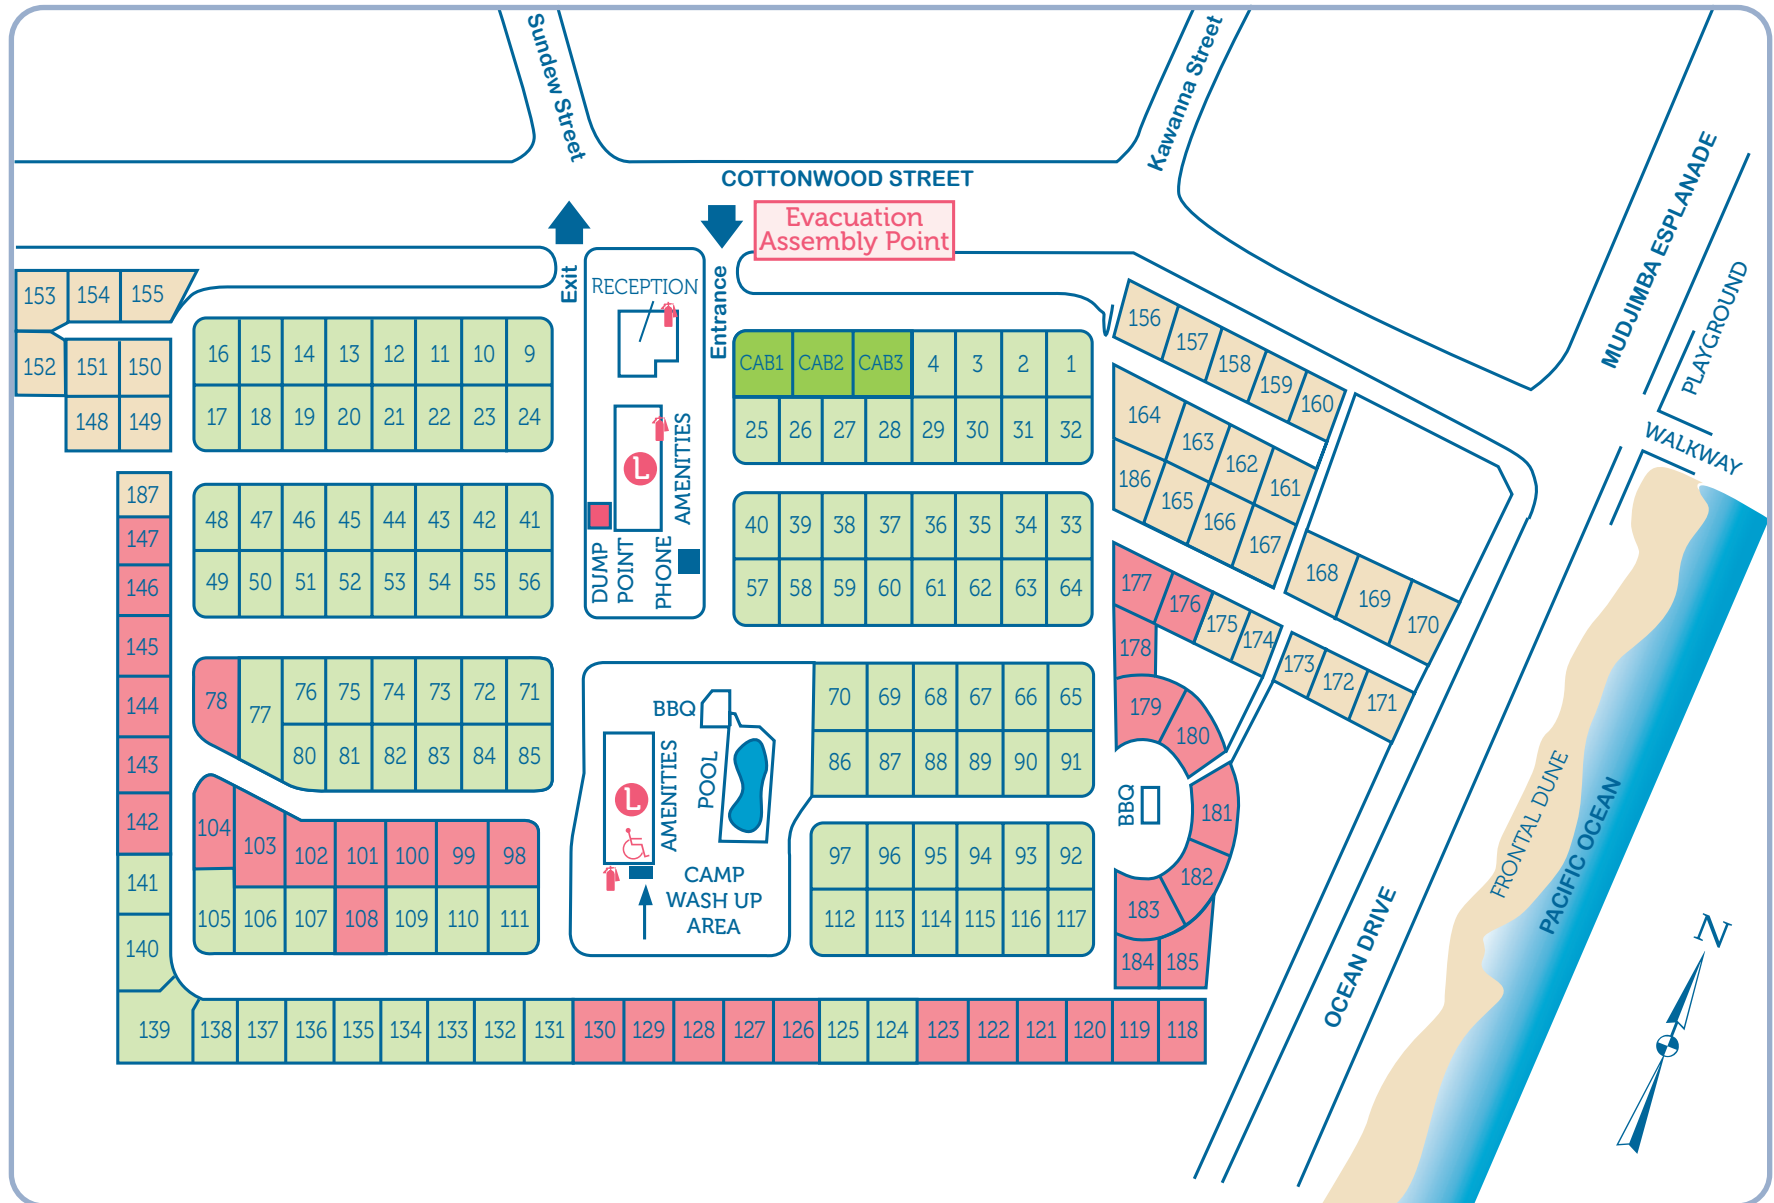 Sundew Street
Kawanna Street
COTTONWOOD STREET
Evacuation
Assembly Point
MUDJIMBA ESPLANADE
PLAYGROUND
WALKWAY
Exit
RECEPTION
Entrance
153 154 155
152 151 150
148 149
16 15 14 13 12 11 10 9
17 18 19 20 21 22 23 24
CAB1 CAB2 CAB3 4 3 2 1
25 26 27 28 29 30 31 32
156 157 158 159 160
164 163 162 161
186 165 166 167
168 169 170
L
AMENITIES
DUMP
POINT
PHONE
187
147
146
145
144
143
142
141
140
139
48 47 46 45 44 43 42 41
49 50 51 52 53 54 55 56
40 39 38 37 36 35 34 33
57 58 59 60 61 62 63 64
177 176 175 174
173 172 171
178
179
180
181
182
183
184 185
BBQ
78 77 76 75 74 73 72 71
80 81 82 83 84 85
BBQ
POOL
L
AMENITIES
CAMP
WASH UP
AREA
70 69 68 67 66 65
86 87 88 89 90 91
104 103 102 101 100 99 98
105 106 107 108 109 110 111
97 96 95 94 93 92
112 113 114 115 116 117
138 137 136 135 134 133 132 131 130 129 128 127 126 125 124 123 122 121 120 119 118
OCEAN DRIVE
FRONTAL DUNE
PACIFIC OCEAN
N